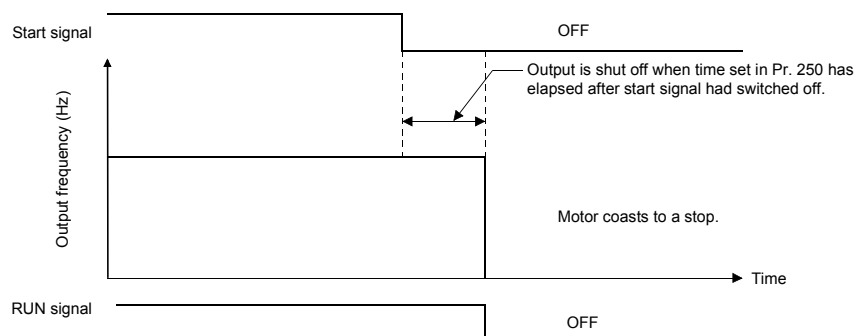 Start signal
OFF
Output is shut off when time set in Pr. 250 has
elapsed after start signal had switched off.
Output frequency (Hz)
Motor coasts to a stop.
Time
RUN signal
OFF